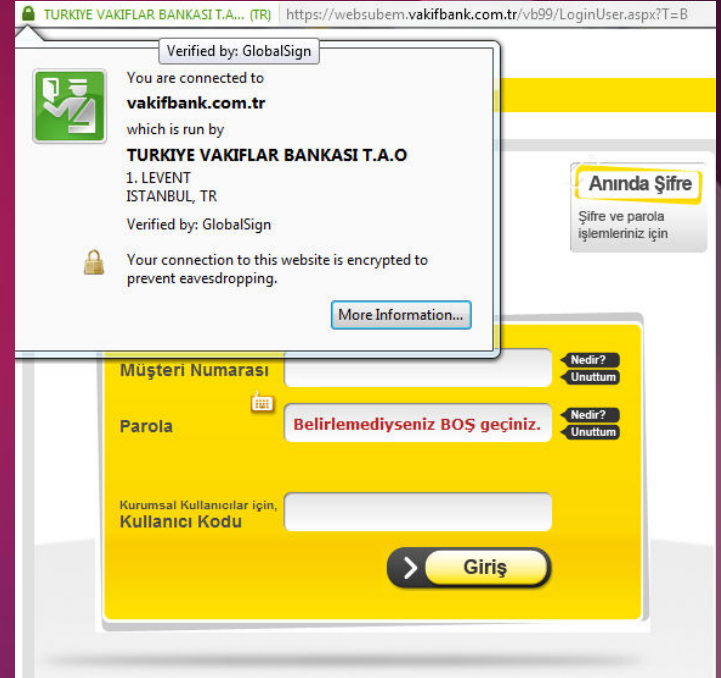 TURKIYE VAKIFLAR BANKASI T.A... (TR) https://websubem.vakifbank.com.tr/vb99/LoginUser.aspx?T=B
Verified by: GlobalSign
You are connected to
vakifbank.com.tr
which is run by
TURKIYE VAKIFLAR BANKASI T.A.O
1. LEVENT
ISTANBUL, TR
Verified by: GlobalSign
Your connection to this website is encrypted to
prevent eavesdropping.
More Information...
Anında Şifre
Şifre ve parola
işlemleriniz için
Müşteri Numarası
Nedir?
Unuttum
Parola
Belirlemediyseniz BOŞ geçiniz.
Nedir?
Unuttum
Kurumsal Kullanıcılar için,
Kullanıcı Kodu
Giriş